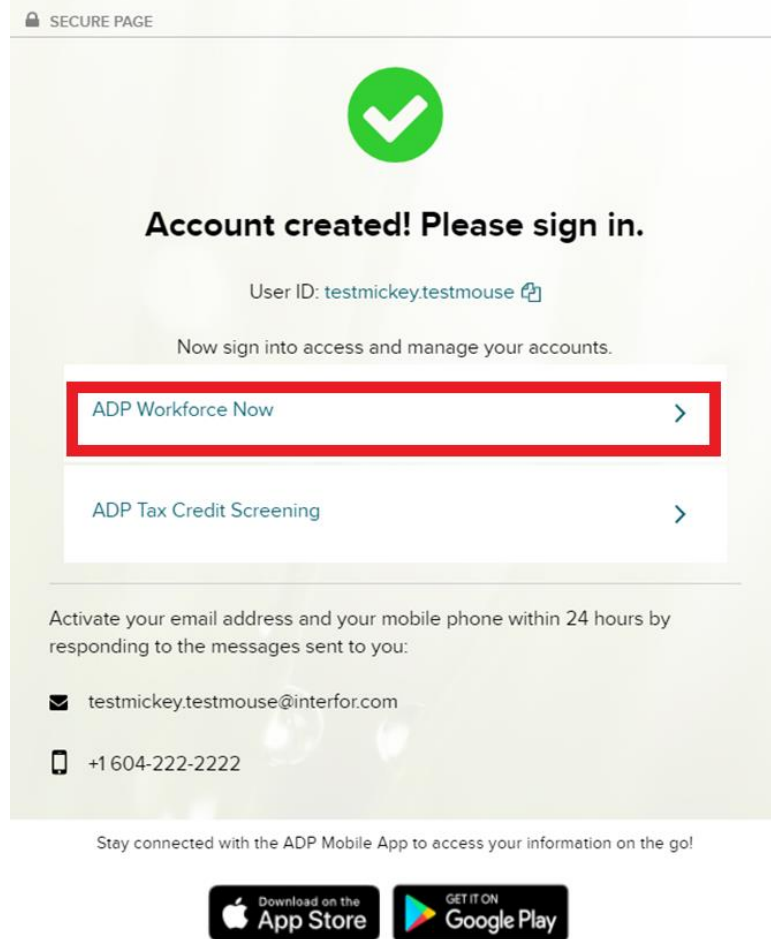 SECURE PAGE
Account created! Please sign in.
User ID: testmickey.testmouse
Now sign into access and manage your accounts.
ADP Workforce Now
ADP Tax Credit Screening
Activate your email address and your mobile phone within 24 hours by
responding to the messages sent to you:
testmickey.testmouse@interfor.com
+1 604-222-2222
Stay connected with the ADP Mobile App to access your information on the go!
Download on the
App Store
GET IT ON
Google Play